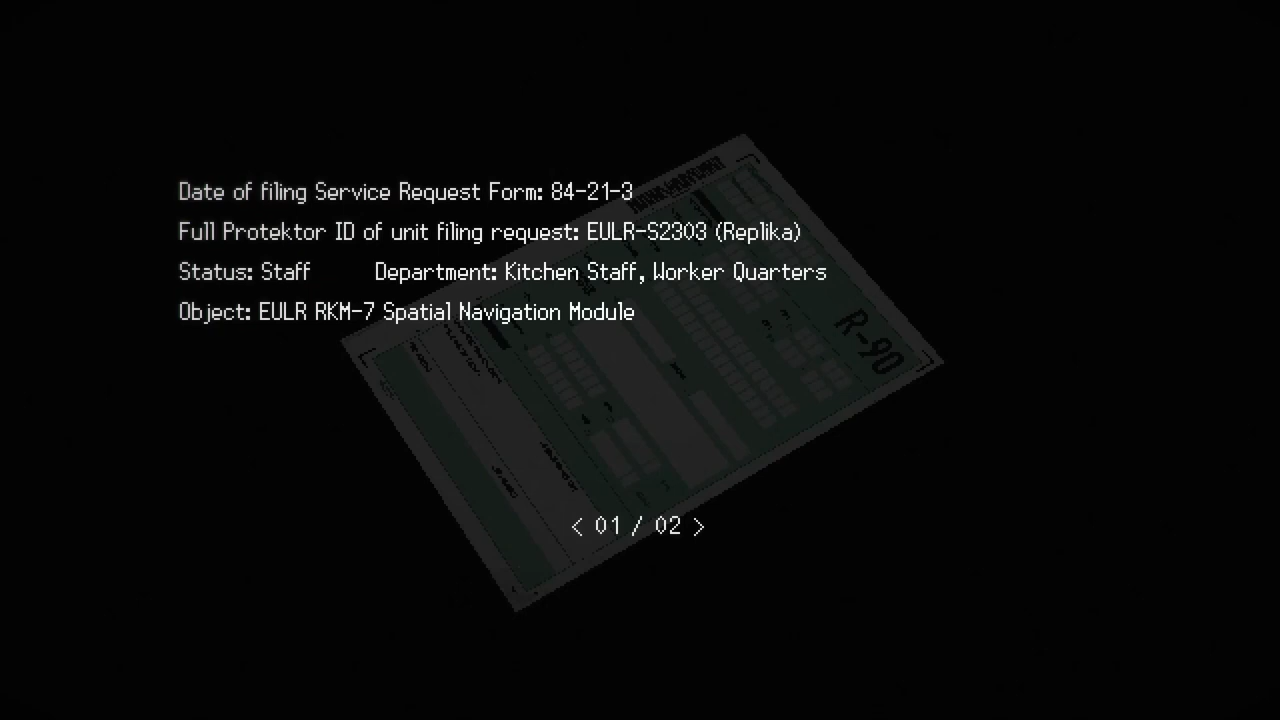 Date of filing Service Request Form: 84-21-3
Full Protektor ID of unit filing request: EULR-S2303 (Replika)
Status: Staff Department: Kitchen Staff, Worker Quarters
Object: EULR RKM-7 Spatial Navigation Module
R-90
< 01 / 02 >